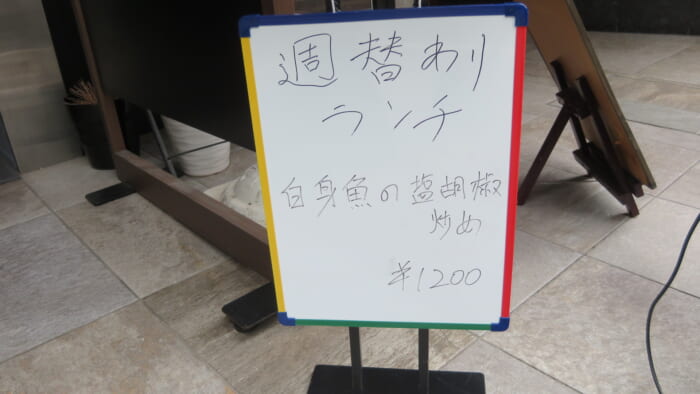 週替わり
ランチ
白身魚の塩胡椒
炒め
¥1200